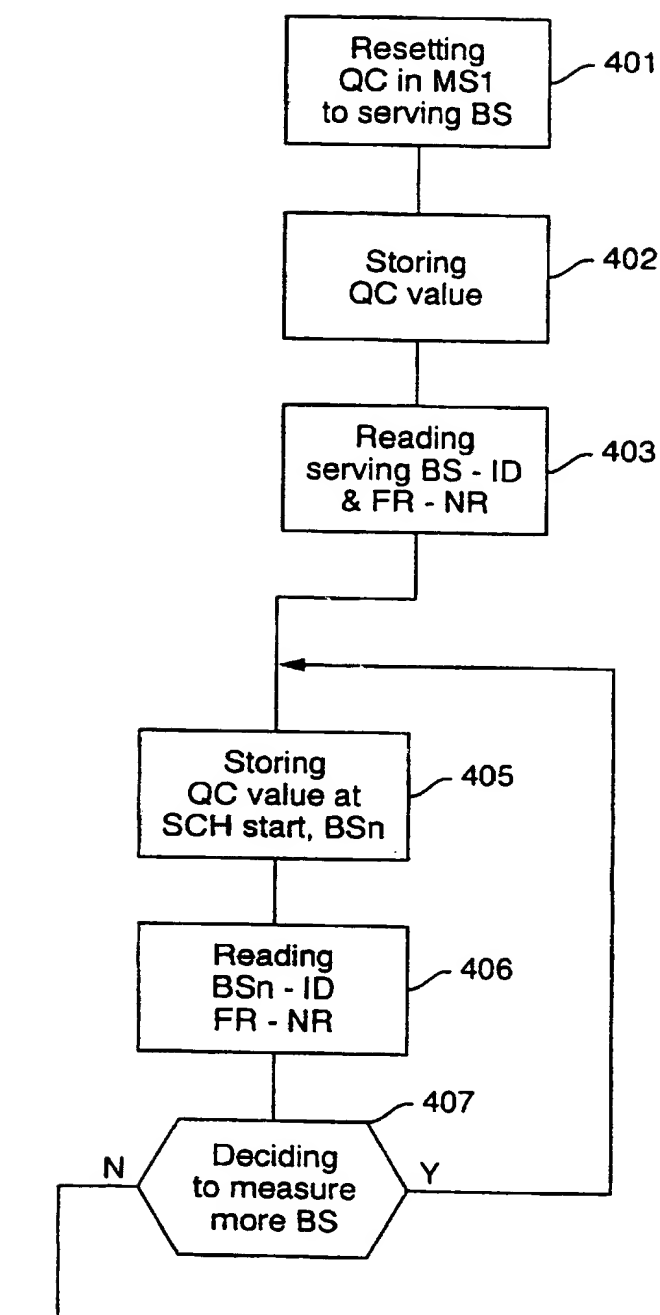 Resetting
QC in MS1
to serving BS
401
Storing
QC value
402
Reading
serving BS - ID
& FR - NR
403
Storing
QC value at
SCH start, BSn
405
Reading
BSn - ID
FR - NR
406
407
Deciding
to measure
more BS
N
Y